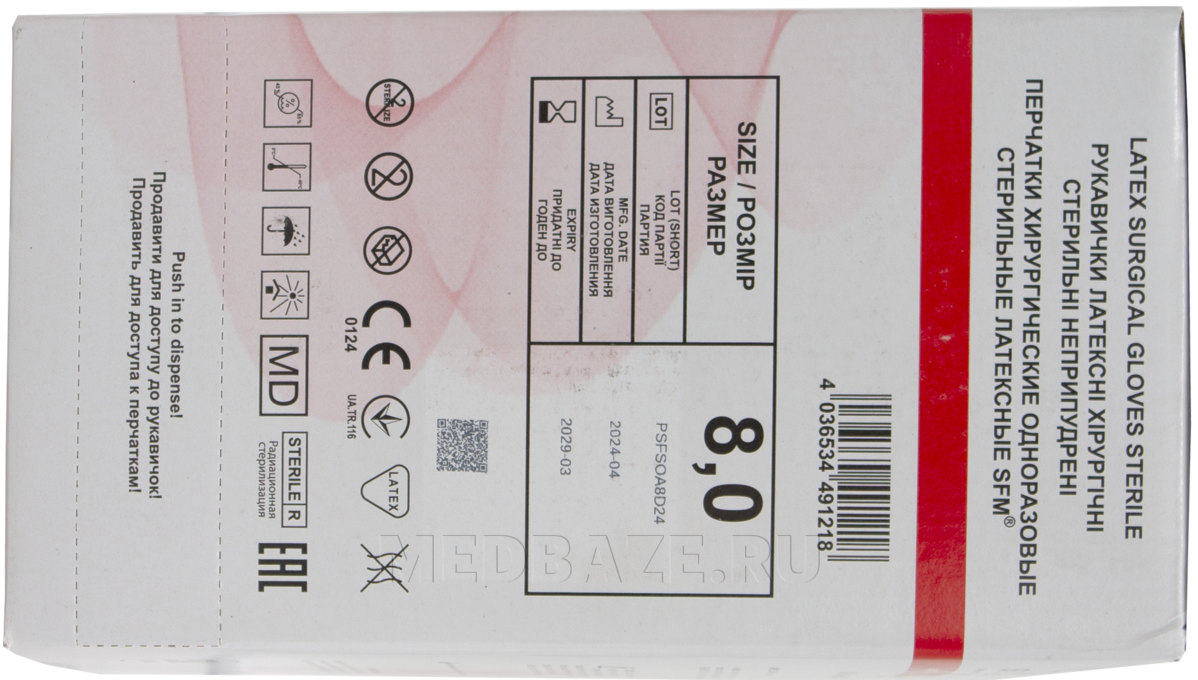 LATEX SURGICAL GLOVES STERILE
РУКАВИЧКИ ЛАТЕКСНІ ХІРУРГІЧНІ
СТЕРИЛЬНІ НЕПРИПУДРЕНІ
ПЕРЧАТКИ ХИРУРГИЧЕСКИЕ ОДНОРАЗОВЫЕ
СТЕРИЛЬНЫЕ ЛАТЕКСНЫЕ SFM®
4 036534 491218
SIZE / РОЗМІР
РАЗМЕР
8,0
LOT
LOT (SHORT)
КОД ПАРТІЇ
ПАРТИЯ
PSFSOA8D24
MFG. DATE
ДАТА ВИГОТОВЛЕННЯ
ДАТА ИЗГОТОВЛЕНИЯ
2024-04
EXPIRY
ПРИДАТНІ ДО
ГОДЕН ДО
2029-03
2
STERILIZE
2
CE
0124
UA.TR.116
LATEX
MD
STERILE R
Радиационная
стерилизация
EAC
Push in to dispense!
Продавити для доступу до рукавичок!
Продавить для доступа к перчаткам!
MEDBAZE.RU